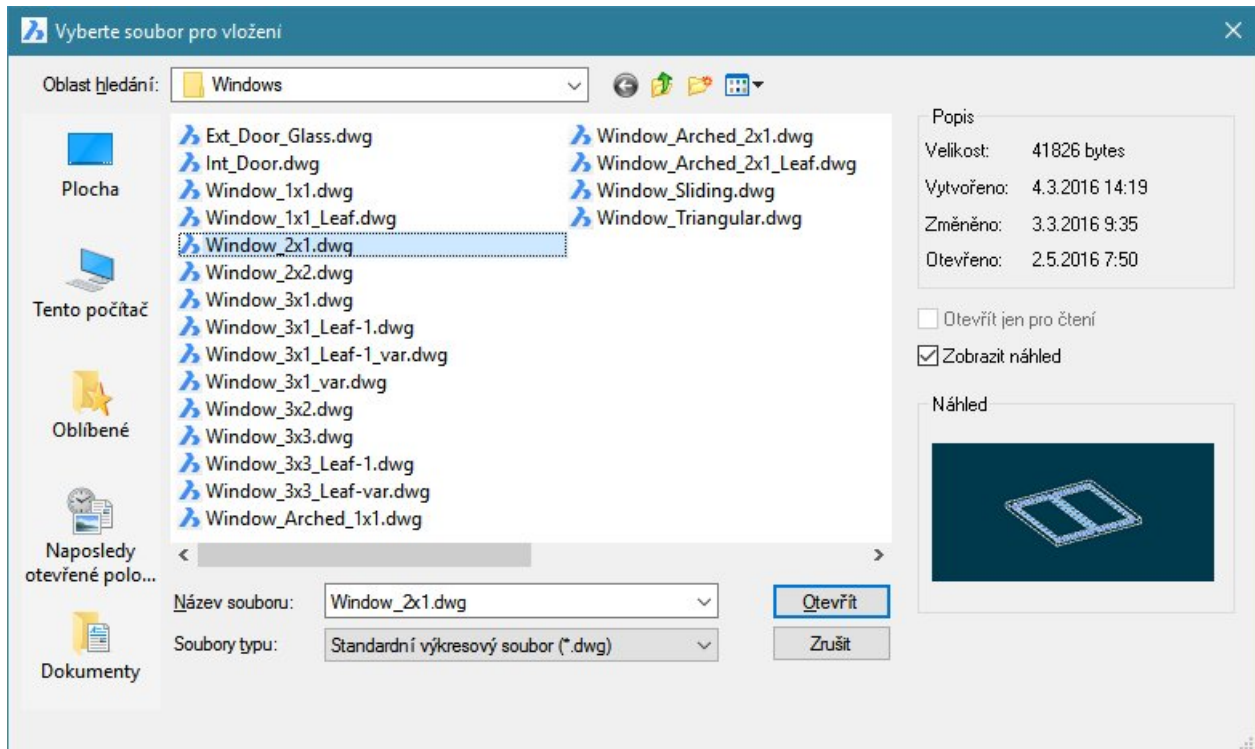 Vyberte soubor pro vložení
Oblast hledání: Windows
Plocha
Tento počítač
Oblíbené
Naposledy
otevřené polo...
Dokumenty
Ext_Door_Glass.dwg
Int_Door.dwg
Window_1x1.dwg
Window_1x1_Leaf.dwg
Window_2x1.dwg
Window_2x2.dwg
Window_3x1.dwg
Window_3x1_Leaf-1.dwg
Window_3x1_Leaf-1_var.dwg
Window_3x1_var.dwg
Window_3x2.dwg
Window_3x3.dwg
Window_3x3_Leaf-1.dwg
Window_3x3_Leaf-var.dwg
Window_Arched_1x1.dwg
Window_Arched_2x1.dwg
Window_Arched_2x1_Leaf.dwg
Window_Sliding.dwg
Window_Triangular.dwg
Název souboru: Window_2x1.dwg Otevřít
Soubory typu: Standardní výkresový soubor (*.dwg) Zrušit
Popis
Velikost: 41826 bytes
Vytvořeno: 4.3.2016 14:19
Změněno: 3.3.2016 9:35
Otevřeno: 2.5.2016 7:50
Otevřít jen pro čtení
Zobrazit náhled
Náhled